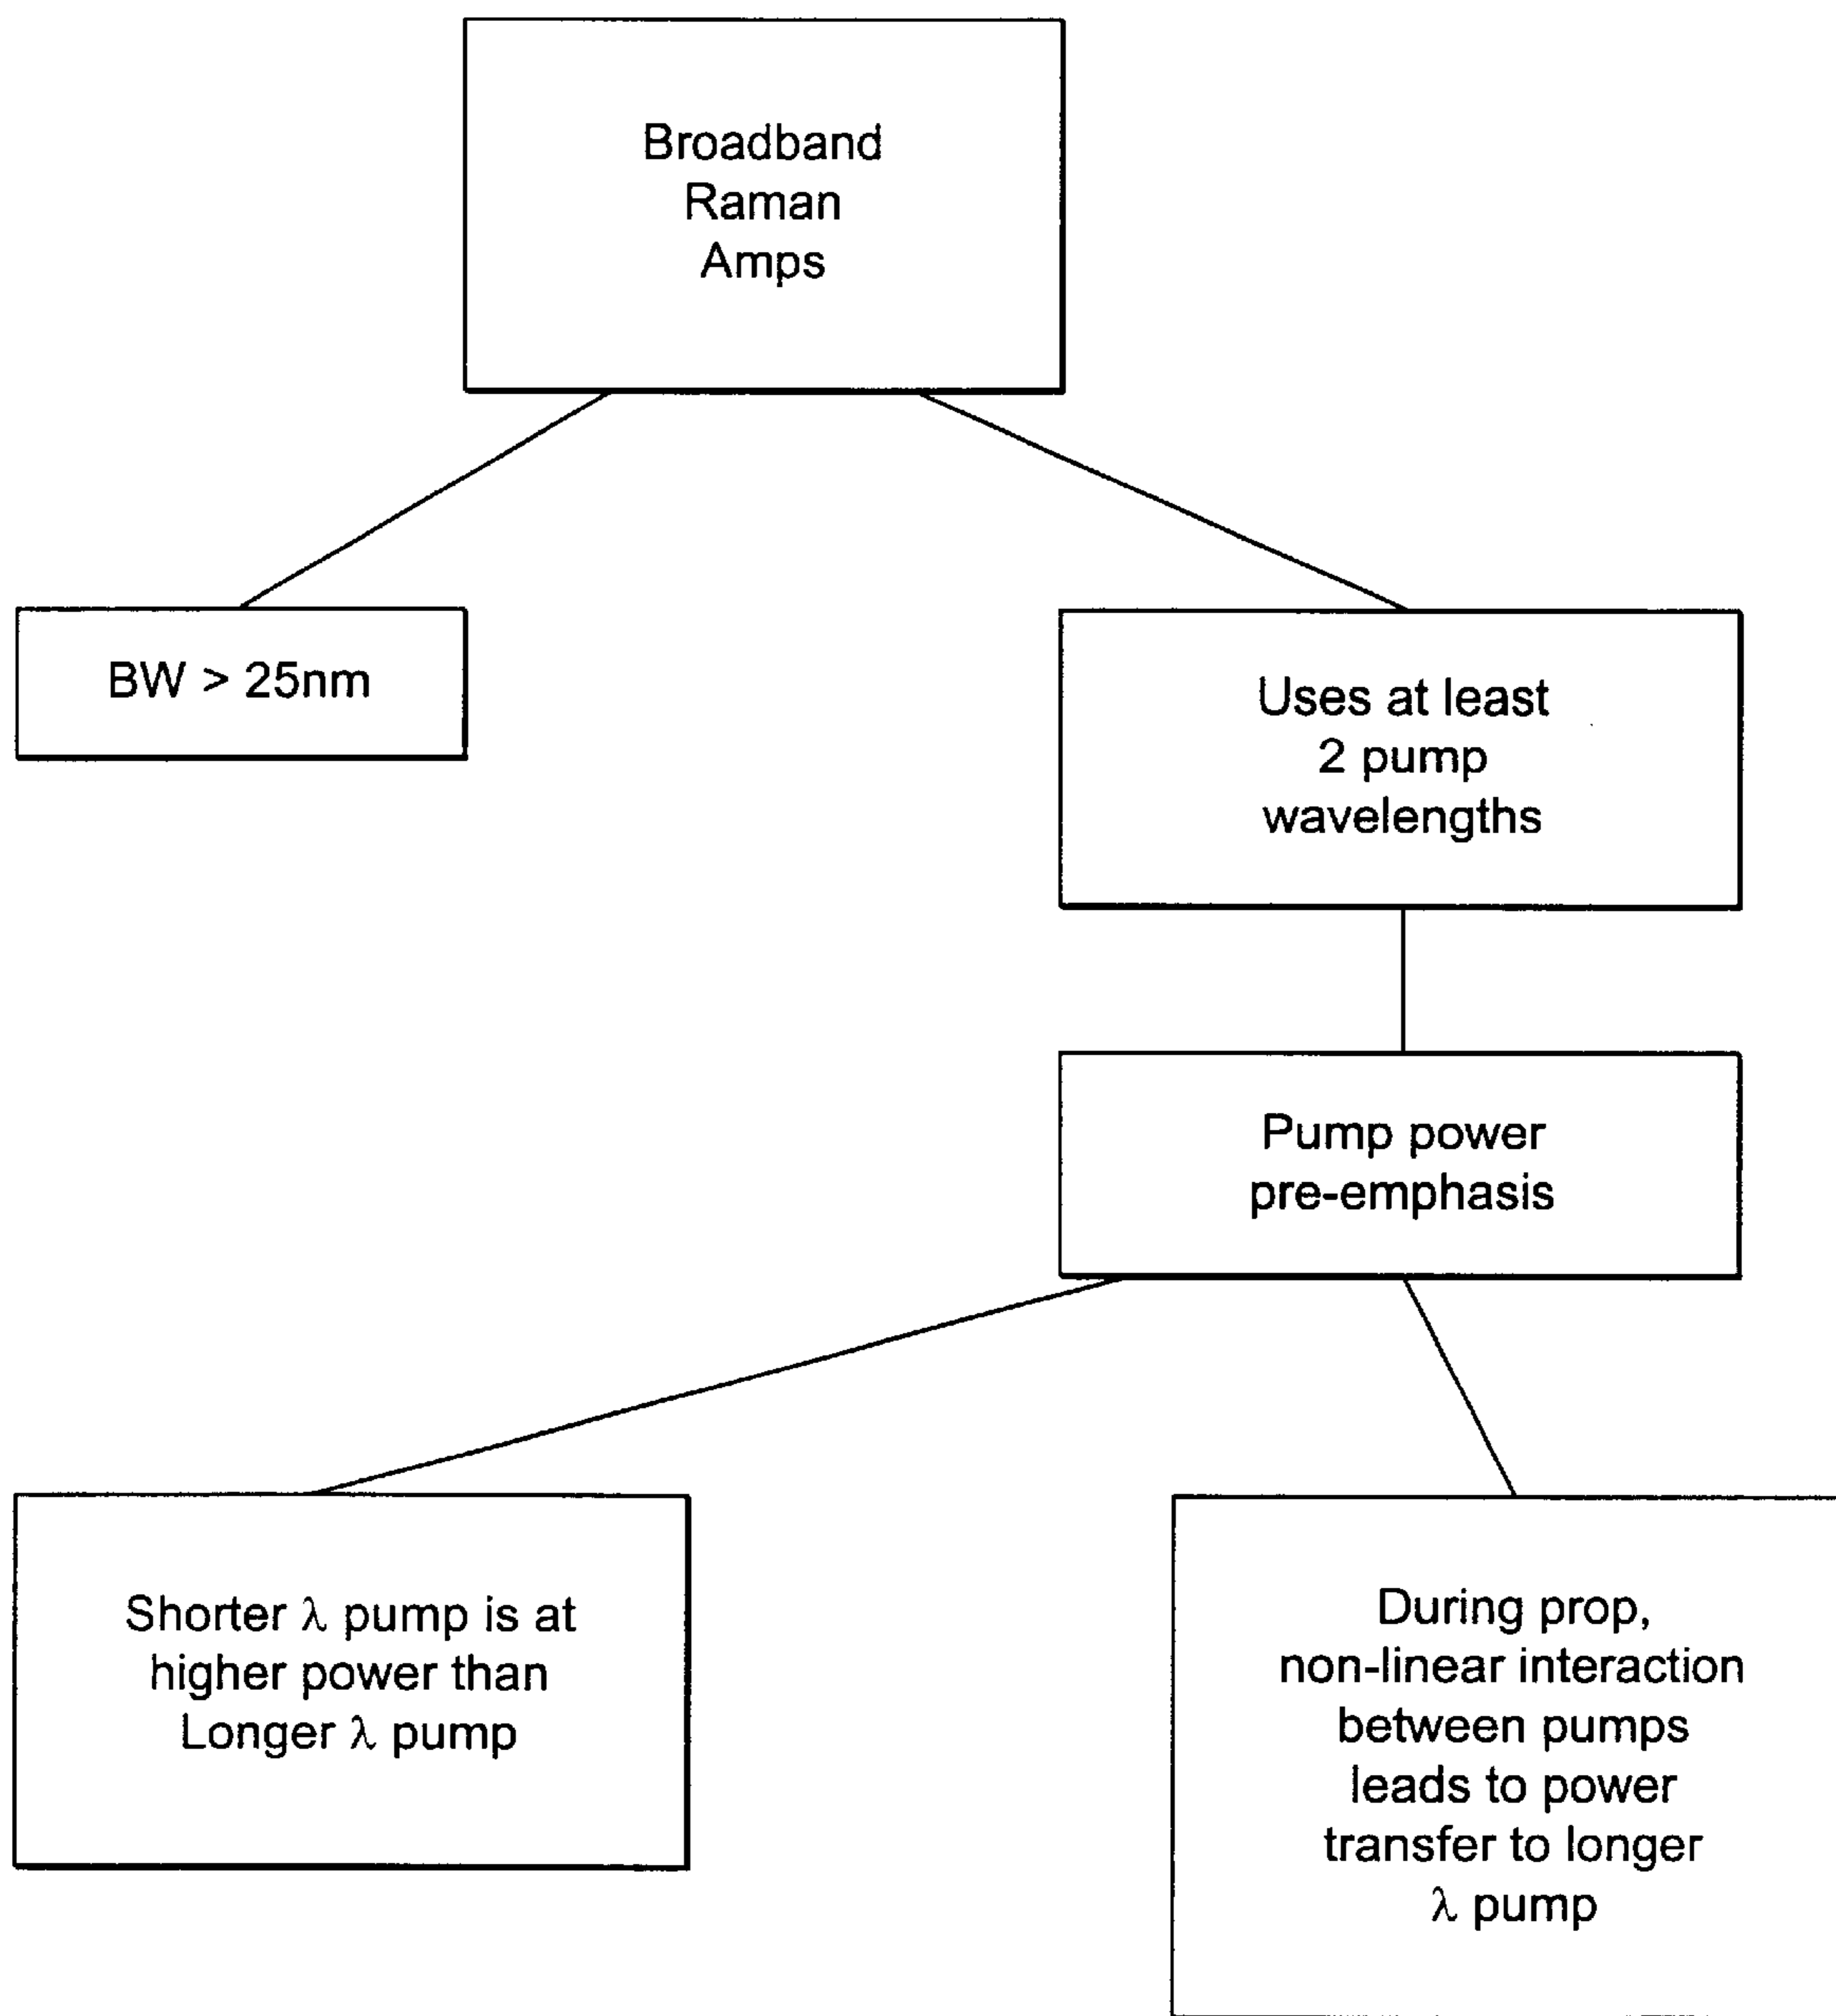 Broadband
Raman
Amps
BW > 25nm
Uses at least
2 pump
wavelengths
Pump power
pre-emphasis
Shorter λ pump is at
higher power than
Longer λ pump
During prop,
non-linear interaction
between pumps
leads to power
transfer to longer
λ pump